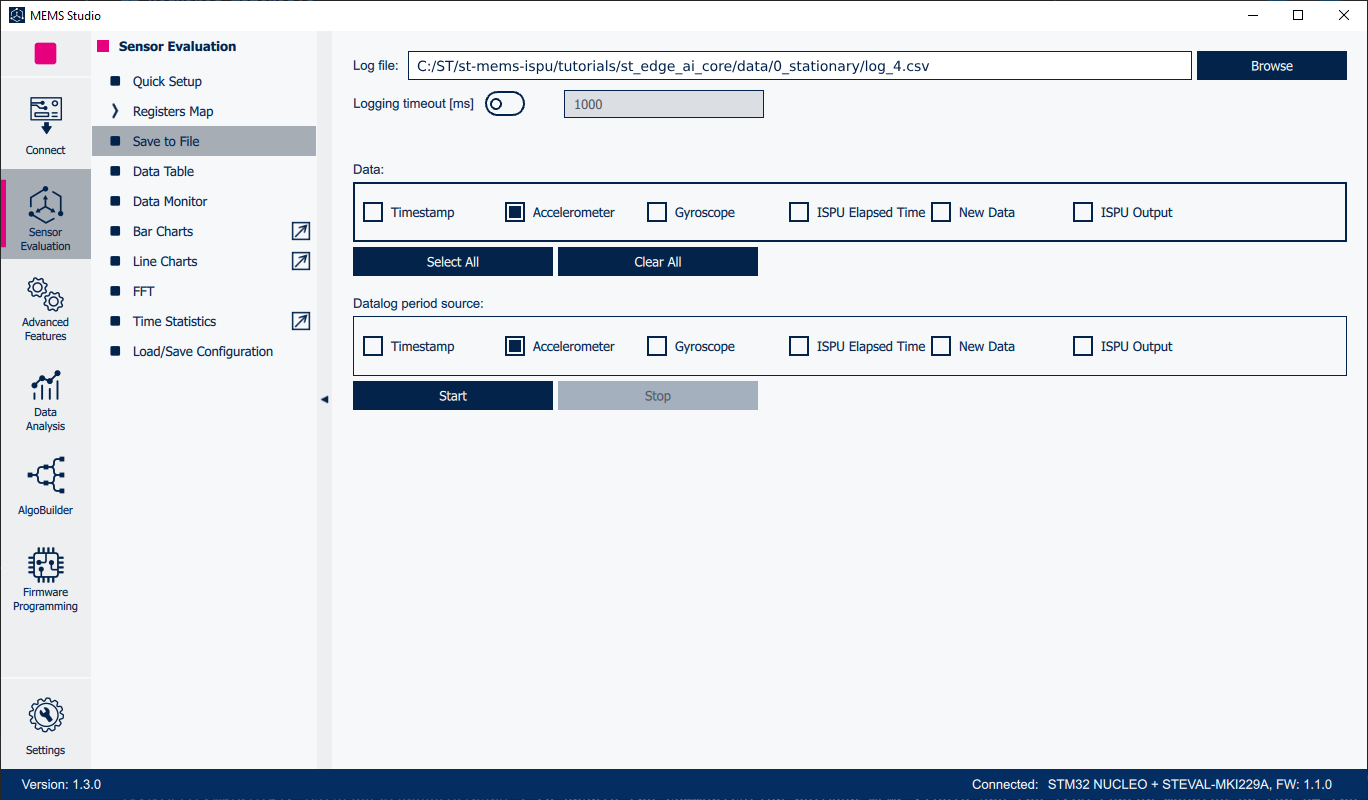 MEMS Studio
Connect
Sensor
Evaluation
Advanced
Features
Data
Analysis
AlgoBuilder
Firmware
Programming
Settings
Sensor Evaluation
Quick Setup
Registers Map
Save to File
Data Table
Data Monitor
Bar Charts
Line Charts
FFT
Time Statistics
Load/Save Configuration
Log file: C:/ST/st-mems-ispu/tutorials/st_edge_ai_core/data/0_stationary/log_4.csv Browse
Logging timeout [ms] 1000
Data:
Timestamp Accelerometer Gyroscope ISPU Elapsed Time New Data ISPU Output
Select All Clear All
Datalog period source:
Timestamp Accelerometer Gyroscope ISPU Elapsed Time New Data ISPU Output
Start Stop
Version: 1.3.0 Connected: STM32 NUCLEO + STEVAL-MKI229A, FW: 1.1.0